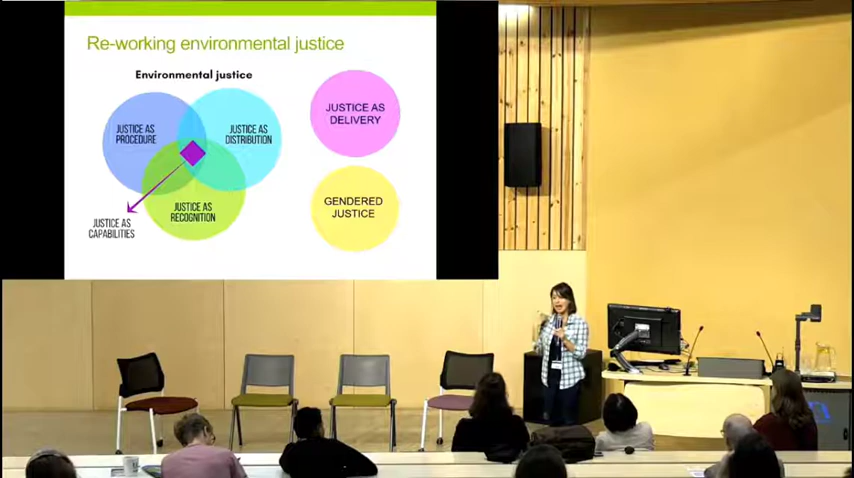 Re-working environmental justice
Environmental justice
JUSTICE AS
PROCEDURE
JUSTICE AS
DISTRIBUTION
JUSTICE AS
RECOGNITION
JUSTICE AS
CAPABILITIES
JUSTICE AS
DELIVERY
GENDERED
JUSTICE